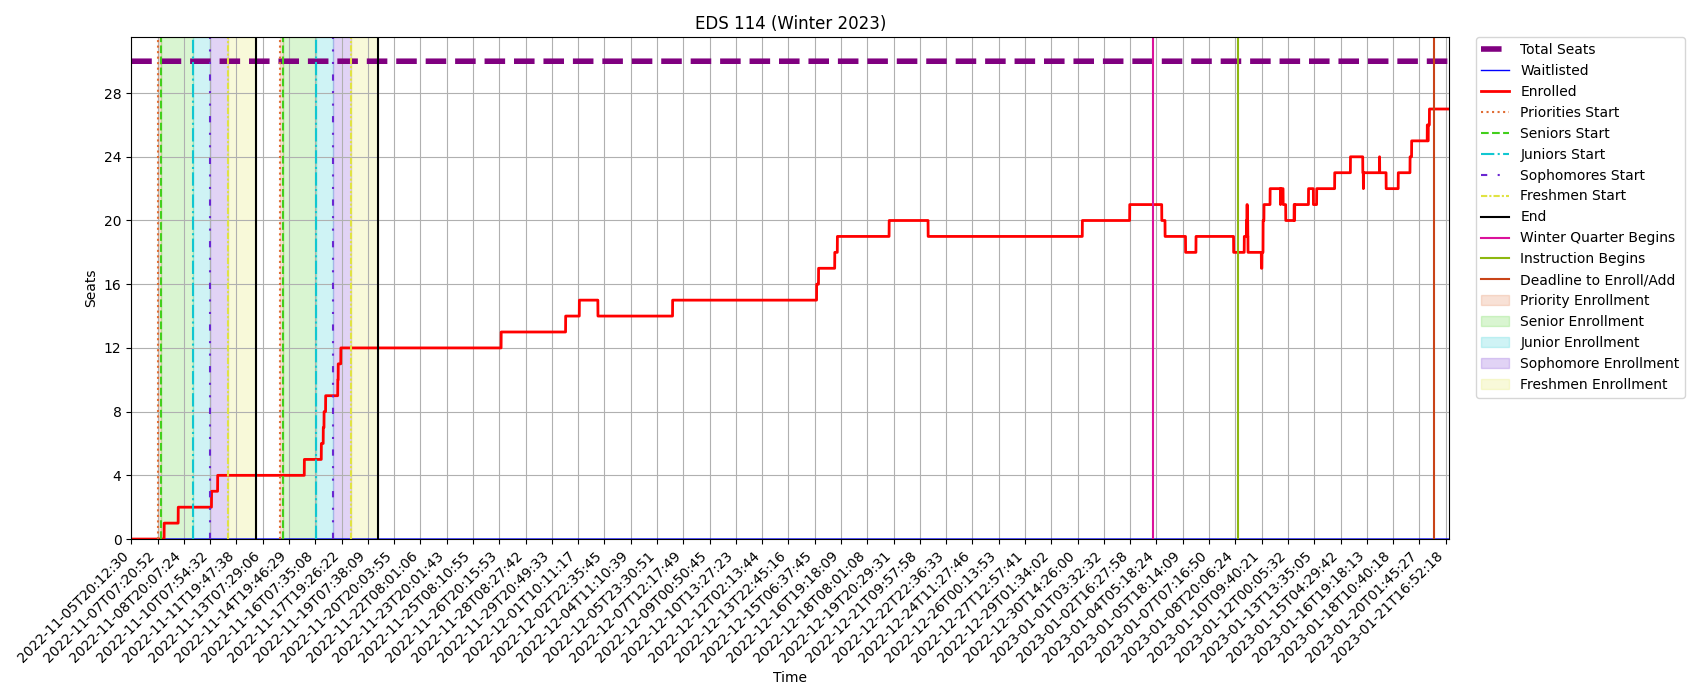 EDS 114 (Winter 2023)
Seats
28
24
20
16
12
8
4
0
2022-11-05T20:12:30
2022-11-07T07:20:52
2022-11-08T20:07:24
2022-11-10T07:54:32
2022-11-11T19:47:38
2022-11-13T07:29:06
2022-11-14T19:46:29
2022-11-16T07:35:08
2022-11-17T19:26:22
2022-11-19T07:38:09
2022-11-20T20:03:55
2022-11-22T08:01:06
2022-11-23T20:01:43
2022-11-25T08:10:55
2022-11-26T20:15:53
2022-11-28T08:27:42
2022-11-29T20:49:33
2022-12-01T10:11:17
2022-12-02T22:35:45
2022-12-04T11:10:39
2022-12-05T23:30:51
2022-12-07T12:17:49
2022-12-09T00:50:45
2022-12-10T13:27:23
2022-12-12T02:13:44
2022-12-13T22:45:16
2022-12-15T06:37:45
2022-12-16T19:18:09
2022-12-18T08:01:08
2022-12-19T20:29:31
2022-12-21T09:57:58
2022-12-22T22:36:33
2022-12-24T11:27:46
2022-12-26T00:13:53
2022-12-27T12:57:41
2022-12-29T01:34:02
2022-12-30T14:26:00
2023-01-01T03:32:32
2023-01-02T16:27:58
2023-01-04T05:18:24
2023-01-05T18:14:09
2023-01-07T07:16:50
2023-01-08T20:06:24
2023-01-10T09:40:21
2023-01-12T00:05:32
2023-01-13T13:35:05
2023-01-15T04:29:42
2023-01-16T19:18:13
2023-01-18T10:40:18
2023-01-20T01:45:27
2023-01-21T16:52:18
Time
Total Seats
Waitlisted
Enrolled
Priorities Start
Seniors Start
Juniors Start
Sophomores Start
Freshmen Start
End
Winter Quarter Begins
Instruction Begins
Deadline to Enroll/Add
Priority Enrollment
Senior Enrollment
Junior Enrollment
Sophomore Enrollment
Freshmen Enrollment